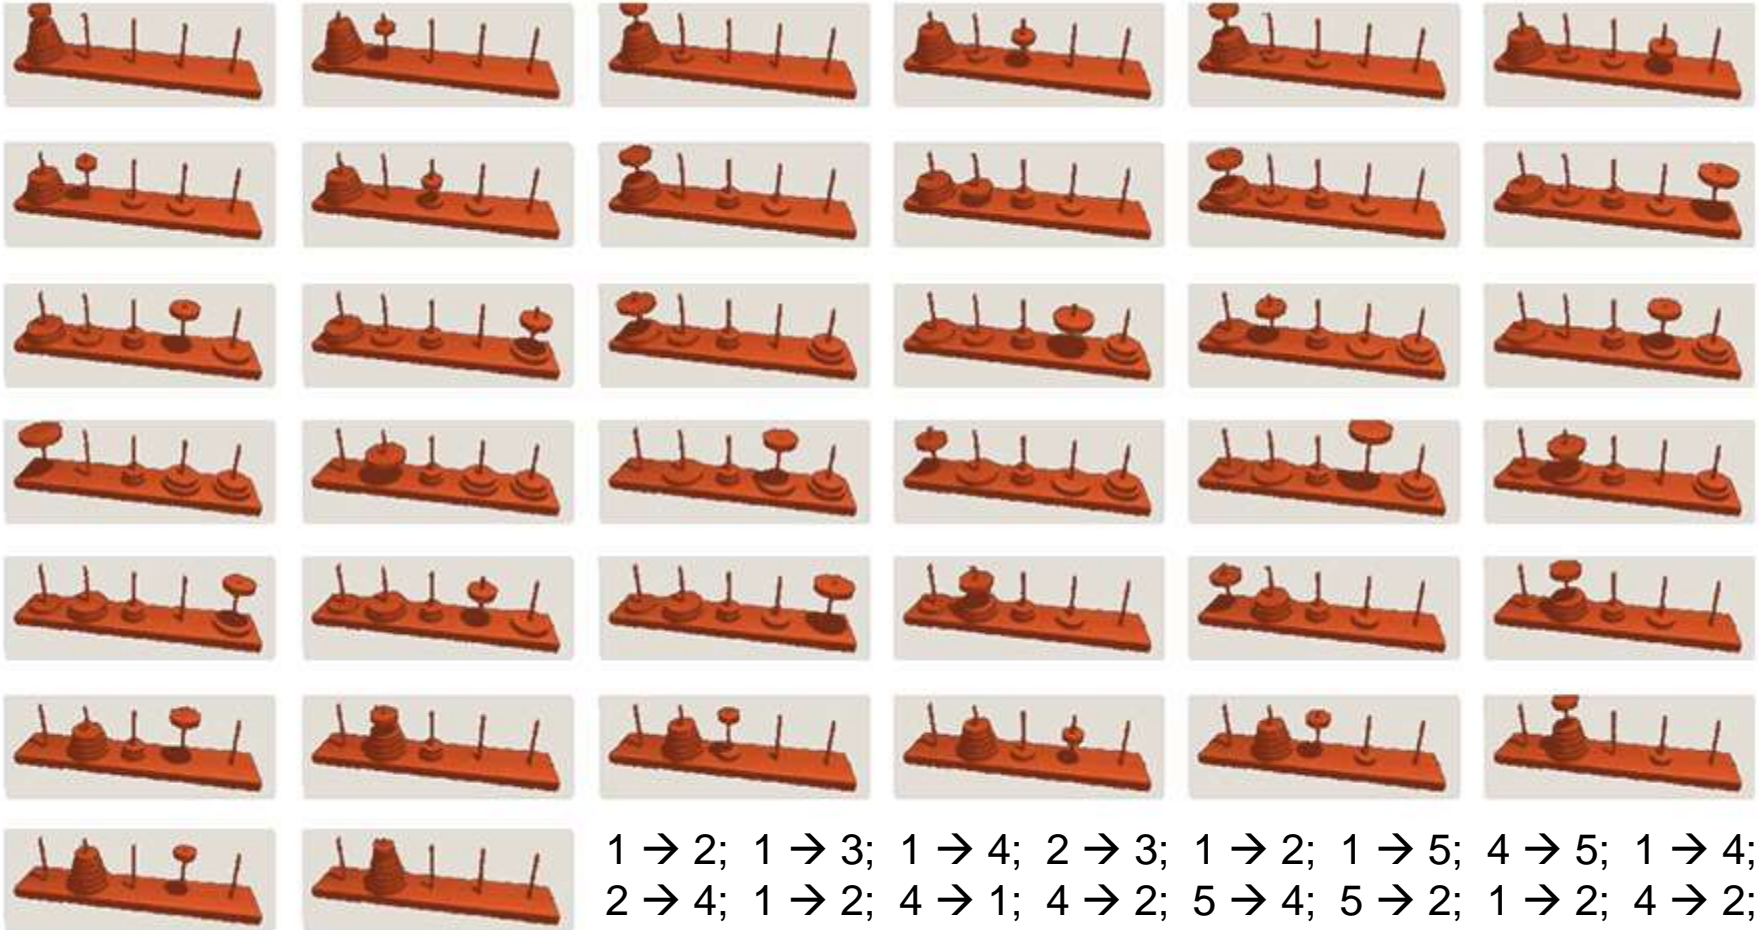 1 → 2; 1 → 3; 1 → 4; 2 → 3; 1 → 2; 1 → 5; 4 → 5; 1 → 4;
2 → 4; 1 → 2; 4 → 1; 4 → 2; 5 → 4; 5 → 2; 1 → 2; 4 → 2;